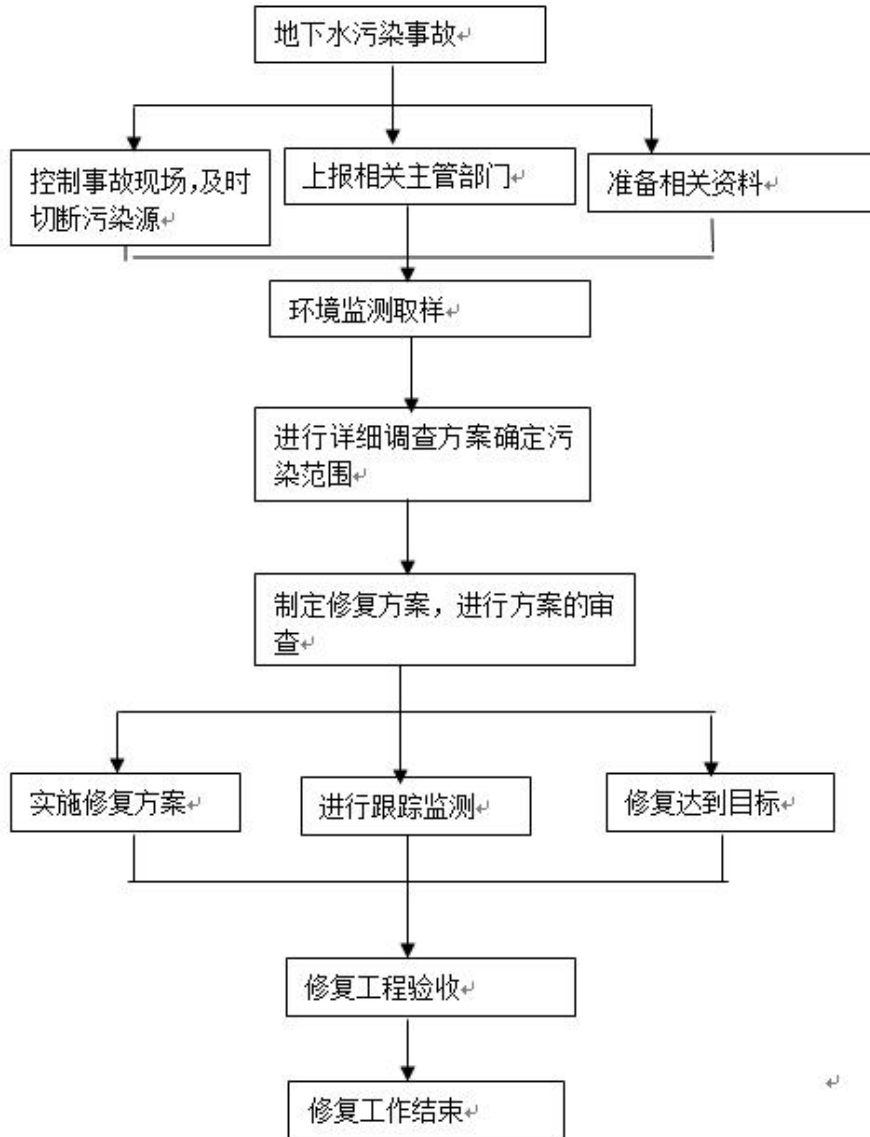 地下水污染事故
控制事故现场,及时
切断污染源
上报相关主管部门
准备相关资料
环境监测取样
进行详细调查方案确定污
染范围
制定修复方案，进行方案的审
查
实施修复方案
进行跟踪监测
修复达到目标
修复工程验收
修复工作结束